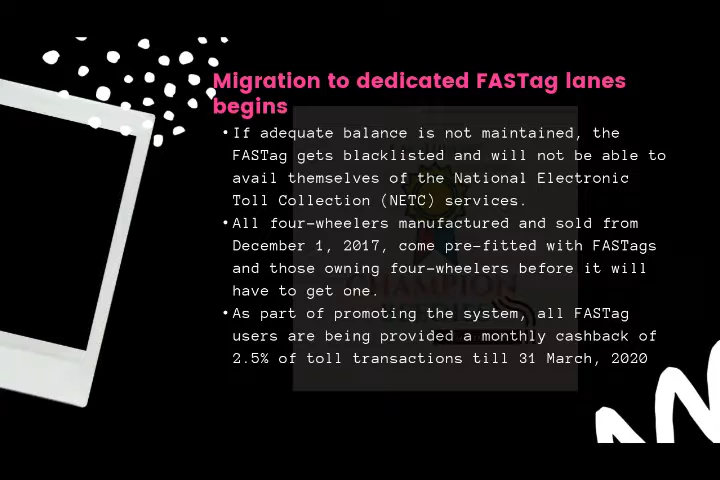 Migration to dedicated FASTag lanes
begins
•If adequate balance is not maintained, the
FASTag gets blacklisted and will not be able to
avail themselves of the National Electronic
Toll Collection (NETC) services.
•All four-wheelers manufactured and sold from
December 1, 2017, come pre-fitted with FASTags
and those owning four-wheelers before it will
have to get one.
•As part of promoting the system, all FASTag
users are being provided a monthly cashback of
2.5% of toll transactions till 31 March, 2020
CHAMPION